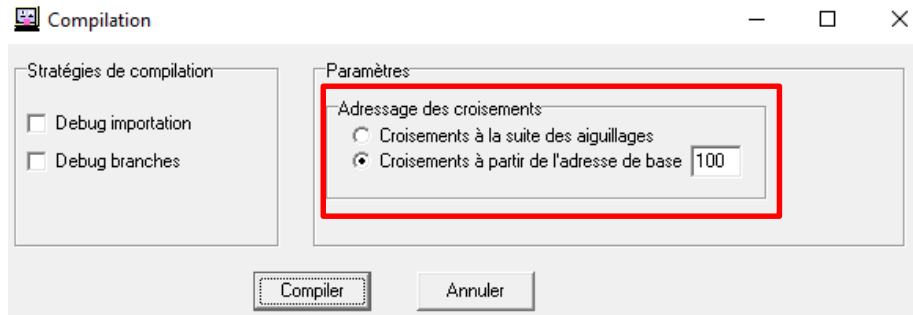 Compilation
Stratégies de compilation
Debug importation
Debug branches
Paramètres
Adressage des croisements
Croisements à la suite des aiguillages
Croisements à partir de l'adresse de base 100
Compiler
Annuler